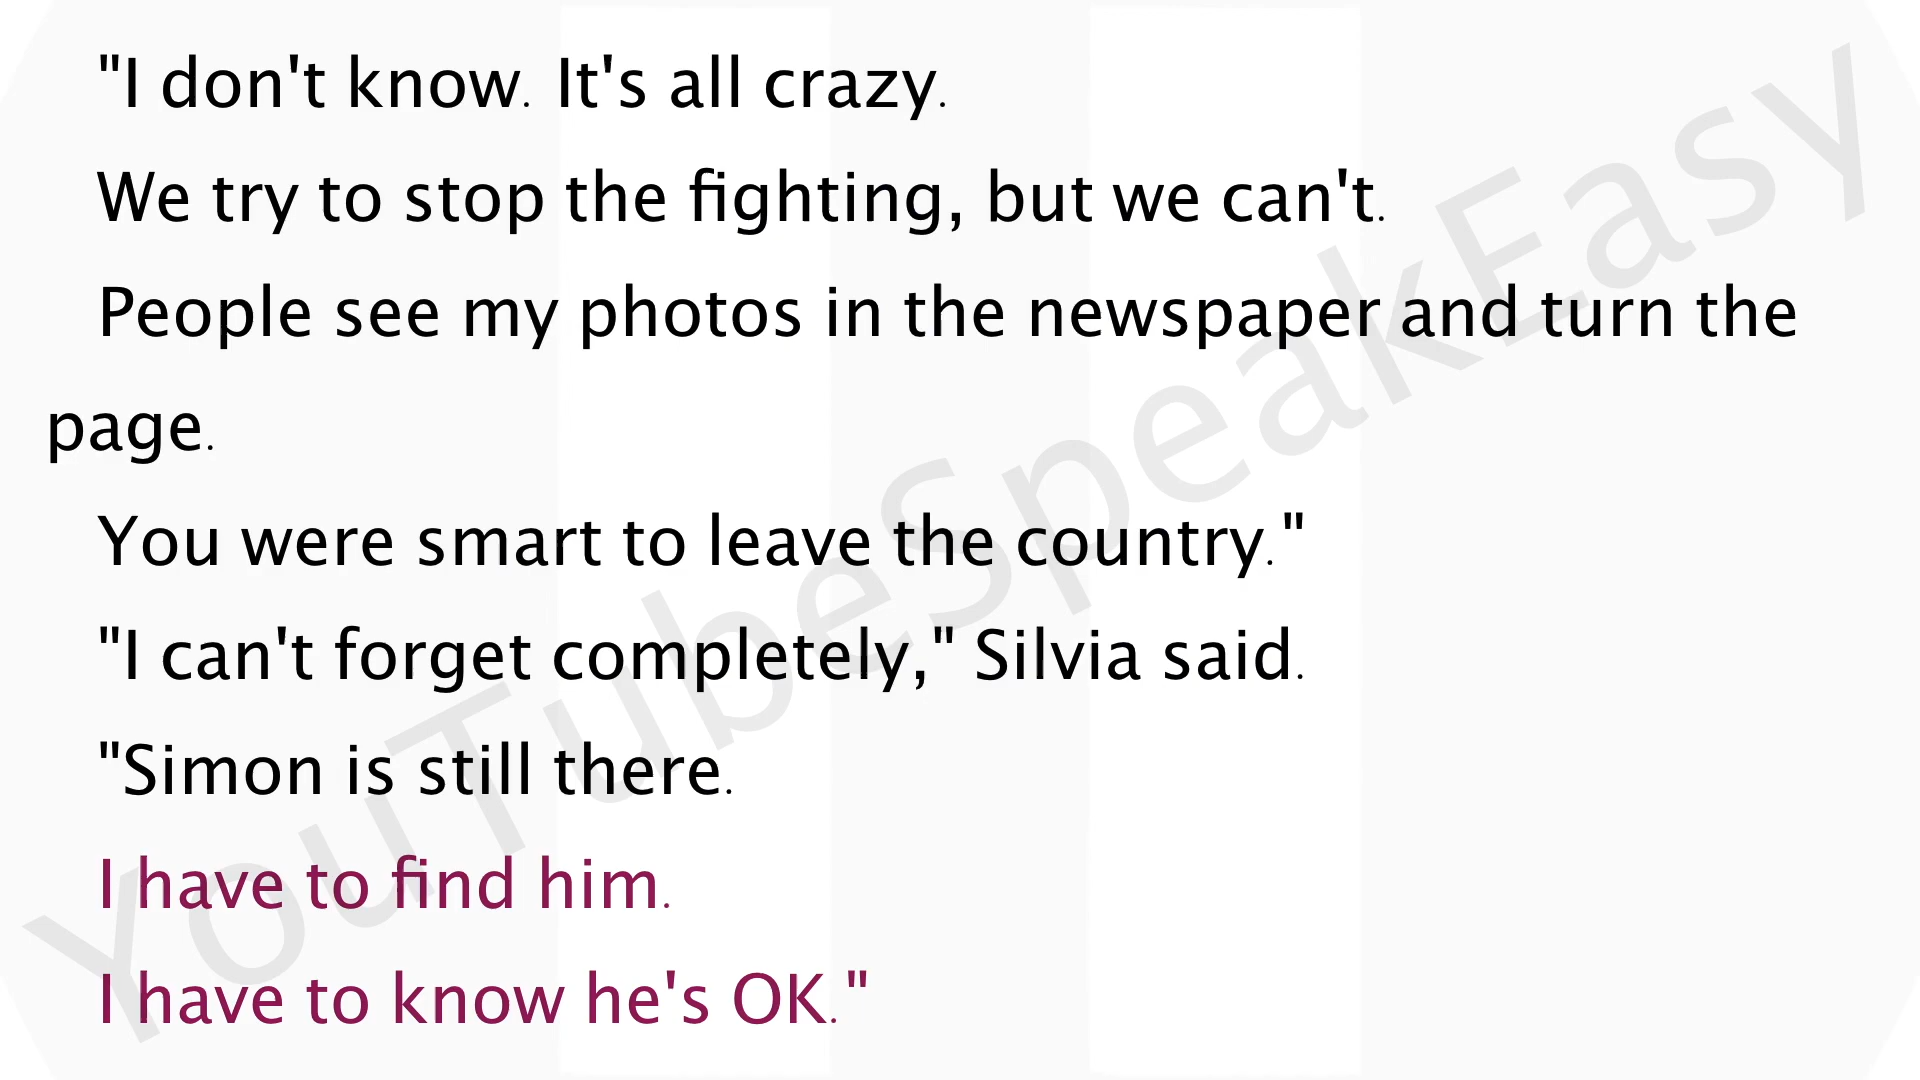 "I don't know. It's all crazy.
We try to stop the fighting, but we can't.
People see my photos in the newspaper and turn the
page.
You were smart to leave the country."
"I can't forget completely," Silvia said.
"Simon is still there.
I have to find him.
I have to know he's OK."
YouTubeSpeakEasy